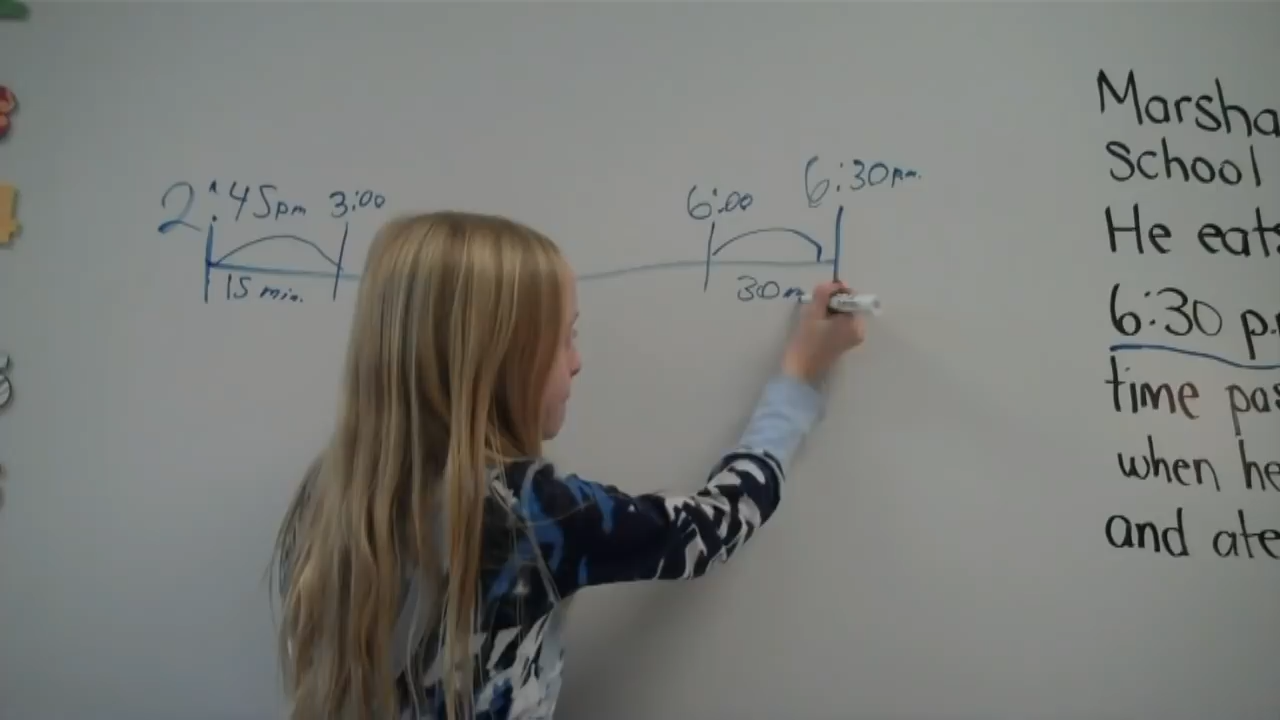 2:45pm 3:00 6:00 6:30pm.
15 min. 30m
Marsha
School
He eats
6:30 p.m
time pas
when he
and ate